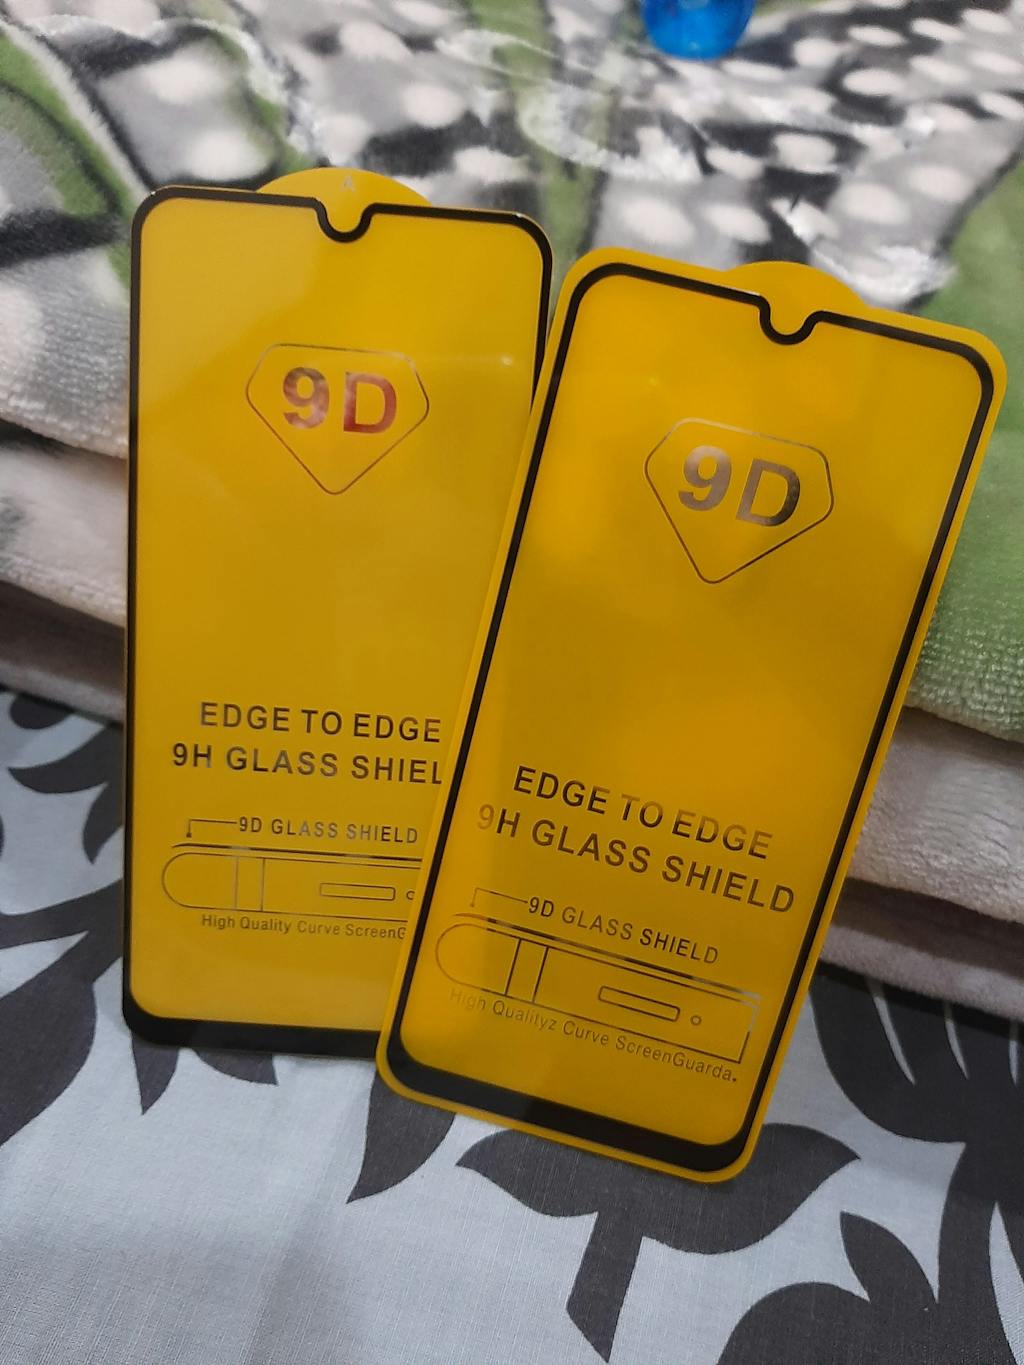 A
9D
EDGE TO EDGE
9H GLASS SHIEL
9D GLASS SHIELD
High Quality Curve ScreenG
9D
EDGE TO EDGE
9H GLASS SHIELD
9D GLASS SHIELD
High Qualityz Curve ScreenGuarda.